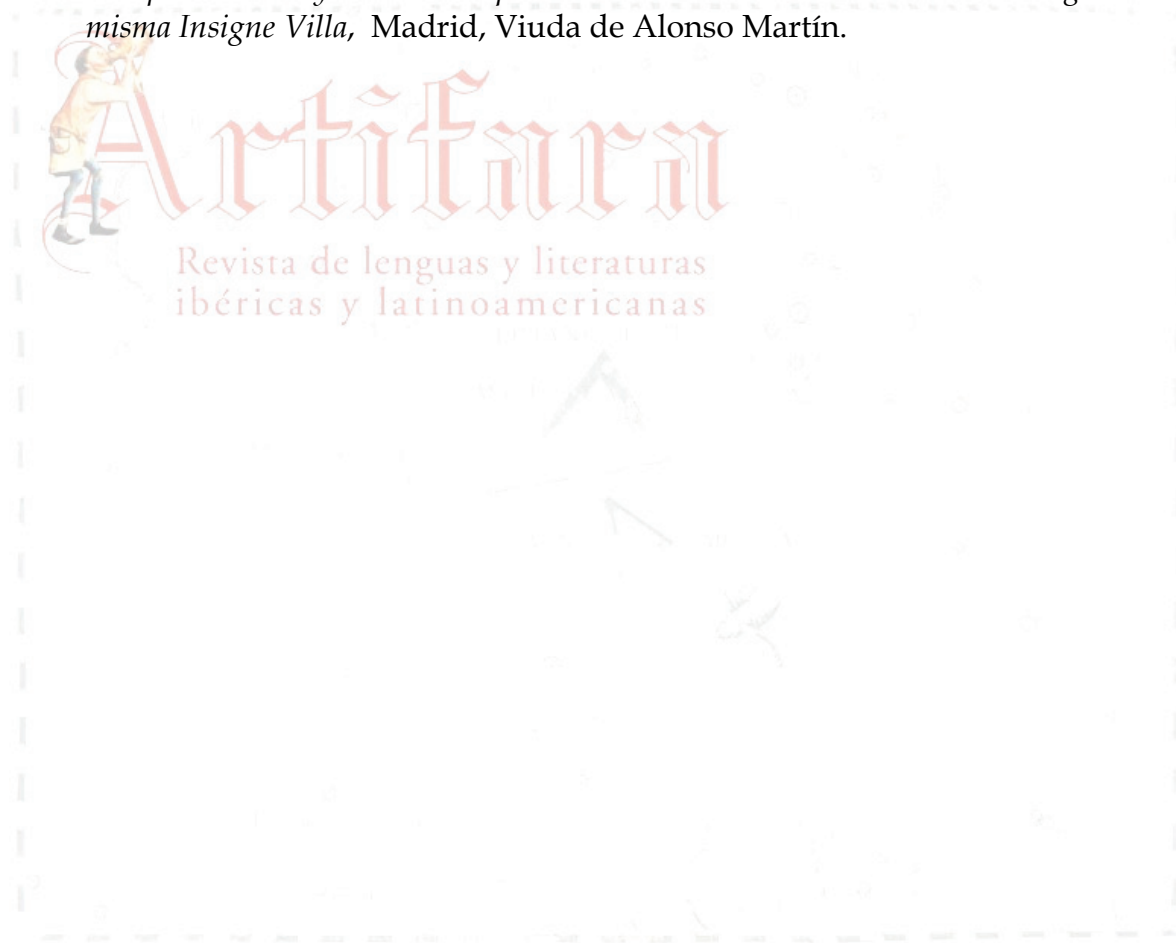 misma Insigne Villa, Madrid, Viuda de Alonso Martín.
Artifara
Revista de lenguas y literaturas
ibéricas y latinoamericanas